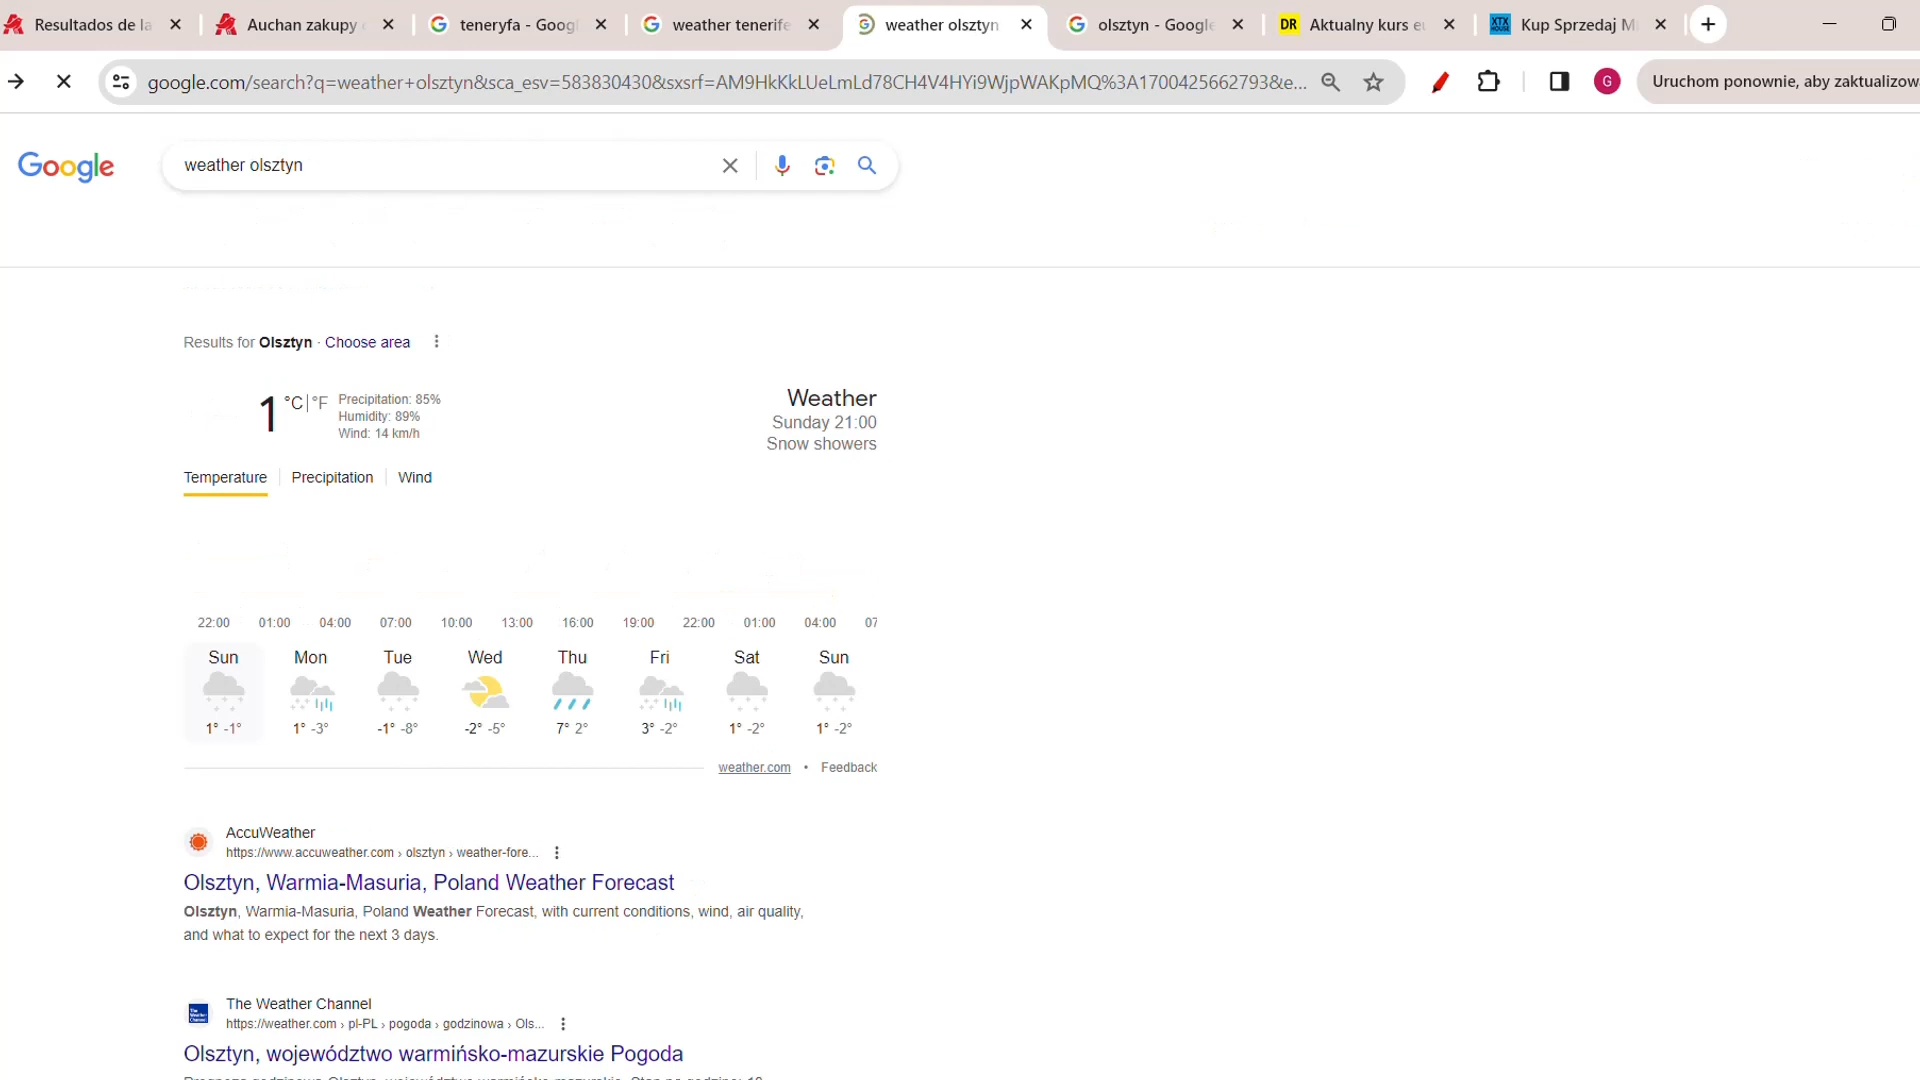 Resultados de la
Auchan zakupy
teneryfa - Goog
weather tenerife
weather olsztyn
olsztyn - Google
DR Aktualny kurs eu
XTX HOUSE Kup Sprzedaj M
google.com/search?q=weather+olsztyn&sca_esv=583830430&sxsrf=AM9HkKkLUeLmLd78CH4V4HYi9WjpWAKpMQ%3A1700425662793&e...
G
Uruchom ponownie, aby zaktualizowa
Google
weather olsztyn
Results for Olsztyn · Choose area
1 °C | °F
Precipitation: 85%
Humidity: 89%
Wind: 14 km/h
Weather
Sunday 21:00
Snow showers
Temperature Precipitation Wind
22:00 01:00 04:00 07:00 10:00 13:00 16:00 19:00 22:00 01:00 04:00 07
Sun Mon Tue Wed Thu Fri Sat Sun
1° -1° 1° -3° -1° -8° -2° -5° 7° 2° 3° -2° 1° -2° 1° -2°
weather.com • Feedback
AccuWeather
https://www.accuweather.com › olsztyn › weather-fore...
Olsztyn, Warmia-Masuria, Poland Weather Forecast
Olsztyn, Warmia-Masuria, Poland Weather Forecast, with current conditions, wind, air quality,
and what to expect for the next 3 days.
The Weather Channel
The Weather Channel
https://weather.com › pl-PL › pogoda › godzinowa › Ols...
Olsztyn, województwo warmińsko-mazurskie Pogoda